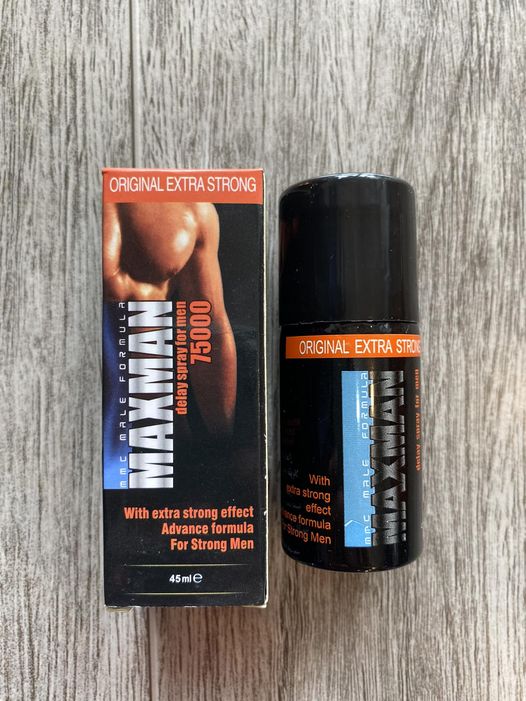 ORIGINAL EXTRA STRONG
MMC MALE FORMULA
MAXMAN
delay spray for men
75000
With extra strong effect
Advance formula
For Strong Men
45 ml e
ORIGINAL EXTRA STRONG
MMC MALE FORMULA
MAXMAN
delay spray for men
With
extra strong
effect
Advance formula
For Strong Men